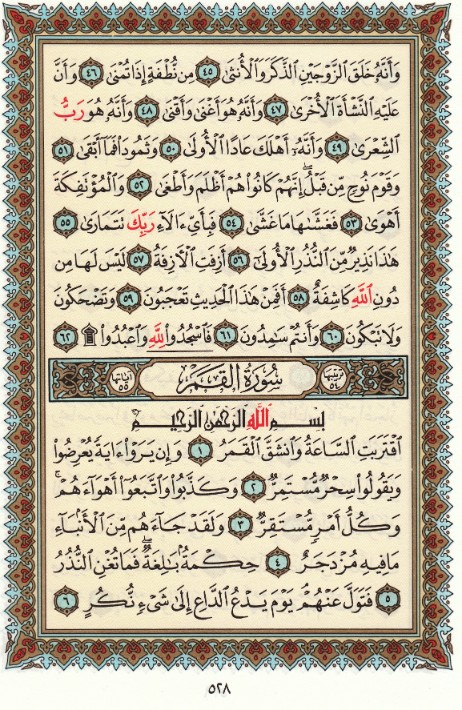 وَأَنَّهُۥ خَلَقَ ٱلزَّوْجَيْنِ ٱلذَّكَرَ وَٱلْأُنثَىٰ ٤٥ مِن نُّطْفَةٍ إِذَا تُمْنَىٰ ٤٦ وَأَنَّ
عَلَيْهِ ٱلنَّشْأَةَ ٱلْأُخْرَىٰ ٤٧ وَأَنَّهُۥ هُوَ أَغْنَىٰ وَأَقْنَىٰ ٤٨ وَأَنَّهُۥ هُوَ رَبُّ
ٱلشِّعْرَىٰ ٤٩ وَأَنَّهُۥٓ أَهْلَكَ عَادًا ٱلْأُولَىٰ ٥٠ وَثَمُودَا۟ فَمَآ أَبْقَىٰ ٥١
وَقَوْمَ نُوحٍ مِّن قَبْلُ ۖ إِنَّهُمْ كَانُوا۟ هُمْ أَظْلَمَ وَأَطْغَىٰ ٥٢ وَٱلْمُؤْتَفِكَةَ
أَهْوَىٰ ٥٣ فَغَشَّىٰهَا مَا غَشَّىٰ ٥٤ فَبِأَىِّ ءَالَآءِ رَبِّكَ تَتَمَارَىٰ ٥٥
هَٰذَا نَذِيرٌ مِّنَ ٱلنُّذُرِ ٱلْأُولَىٰٓ ٥٦ أَزِفَتِ ٱلْءَازِفَةُ ٥٧ لَيْسَ لَهَا مِن
دُونِ ٱللَّهِ كَاشِفَةٌ ٥٨ أَفَمِنْ هَٰذَا ٱلْحَدِيثِ تَعْجَبُونَ ٥٩ وَتَضْحَكُونَ
وَلَا تَبْكُونَ ٦٠ وَأَنتُمْ سَٰمِدُونَ ٦١ فَٱسْجُدُوا۟ لِلَّهِ وَٱعْبُدُوا۟ ۩ ٦٢
ترتيبها ٥٤ سُورَةُ ٱلْقَمَرِ آياتها ٥٥
بِسْمِ ٱللَّهِ ٱلرَّحْمَٰنِ ٱلرَّحِيمِ
ٱقْتَرَبَتِ ٱلسَّاعَةُ وَٱنشَقَّ ٱلْقَمَرُ ١ وَإِن يَرَوْا۟ ءَايَةً يُعْرِضُوا۟
وَيَقُولُوا۟ سِحْرٌ مُّسْتَمِرٌّ ٢ وَكَذَّبُوا۟ وَٱتَّبَعُوٓا۟ أَهْوَآءَهُمْ ۚ
وَكُلُّ أَمْرٍ مُّسْتَقِرٌّ ٣ وَلَقَدْ جَآءَهُم مِّنَ ٱلْأَنۢبَآءِ
مَا فِيهِ مُزْدَجَرٌ ٤ حِكْمَةٌۢ بَٰلِغَةٌ ۖ فَمَا تُغْنِ ٱلنُّذُرُ
٥ فَتَوَلَّ عَنْهُمْ ۘ يَوْمَ يَدْعُ ٱلدَّاعِ إِلَىٰ شَىْءٍ نُّكُرٍ ٦
٥٢٨